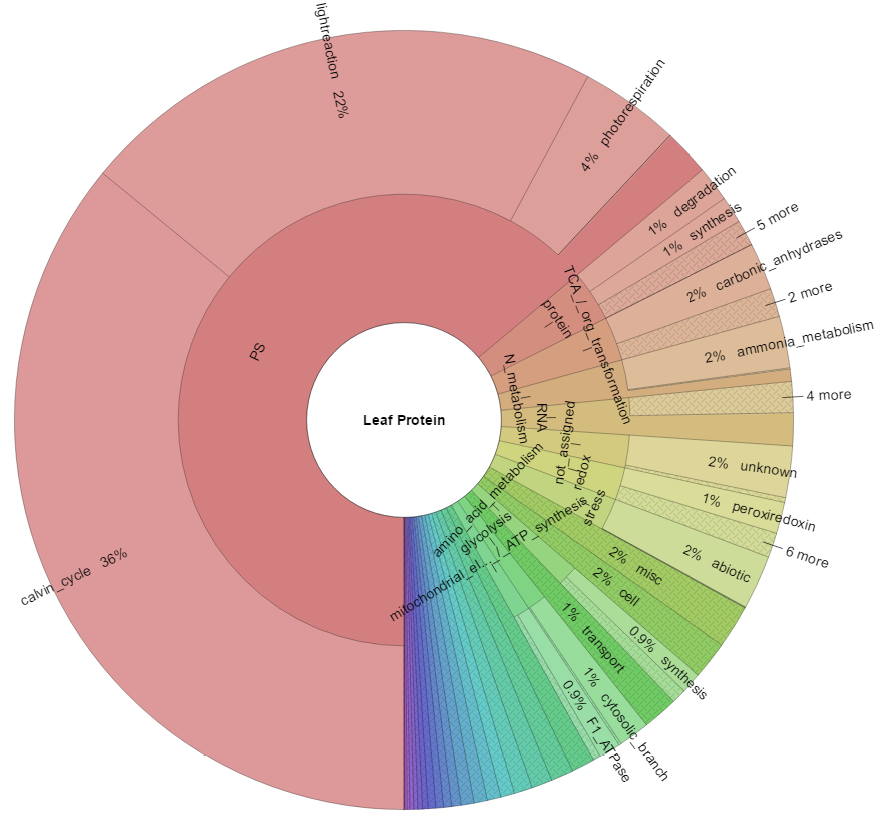 lightreaction 22%
4% photorespiration
1% degradation
1% synthesis
5 more
2% carbonic_anhydrases
2 more
2% ammonia_metabolism
4 more
2% unknown
1% peroxiredoxin
6 more
2% abiotic
2% misc
2% cell
0.9% synthesis
1% transport
1% cytosolic_branch
0.9% F1_ATPase
calvin_cycle 36%
PS
TCA_/_org_transformation
protein
N_metabolism
RNA
not_assigned
redox
stress
amino_acid_metabolism
glycolysis
mitochondrial_el..._/_ATP_synthesis
Leaf Protein